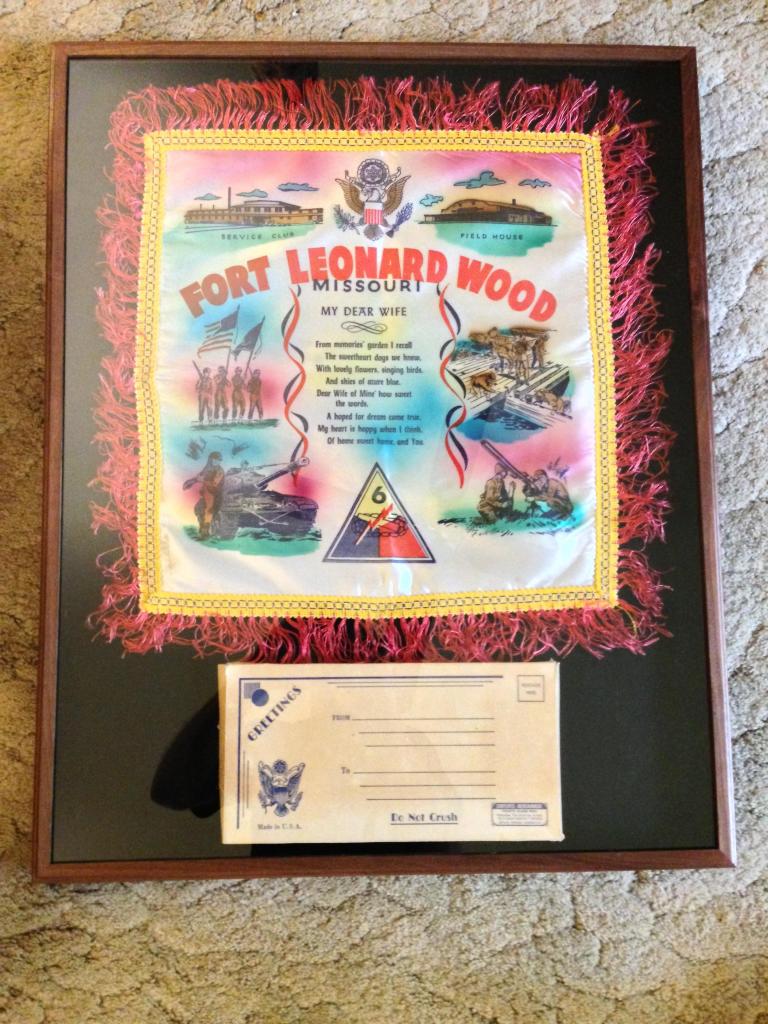 SERVICE CLUB
FIELD HOUSE
FORT LEONARD WOOD
MISSOURI
MY DEAR WIFE
From memories' garden I recall
The sweetheart days we knew.
With lovely flowers, singing birds.
And skies of azure blue.
Dear Wife of Mine' how sweet
the words.
A hoped for dream come true.
My heart is happy when I think.
Of home sweet home, and You.
6
GREETINGS
FROM
To
Made in U.S.A.
Do Not Crush